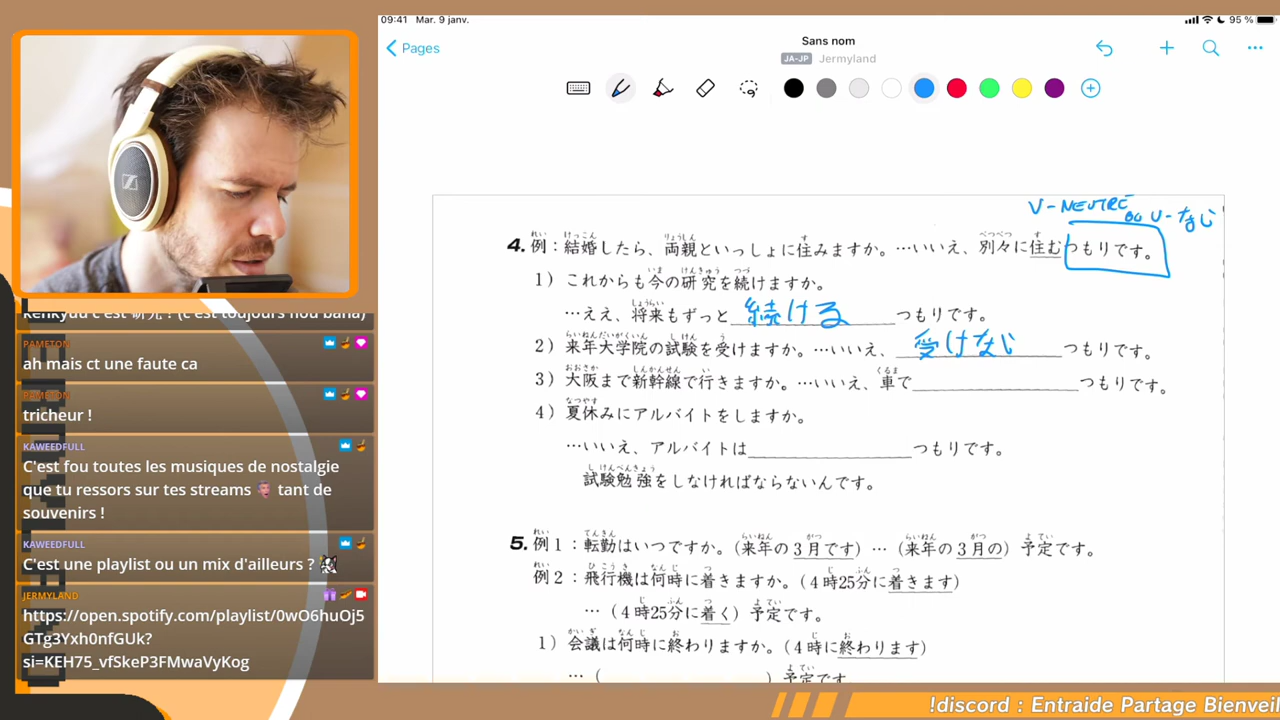 09:41 Mar. 9 janv.
95 %
Pages
Sans nom
JA-JP Jermyland
V-NEUTRE
ou V-ない
4. 例：結婚したら、両親といっしょに住みますか。…いいえ、別々に住むつもりです。
1）これからも今の研究を続けますか。
…ええ、将来もずっと 続ける つもりです。
2）来年大学院の試験を受けますか。…いいえ、 受けない つもりです。
3）大阪まで新幹線で行きますか。…いいえ、車で つもりです。
4）夏休みにアルバイトをしますか。
…いいえ、アルバイトは つもりです。
試験勉強をしなければならないんです。
5. 例1：転勤はいつですか。（来年の3月です） … （来年の3月の）予定です。
例2：飛行機は何時に着きますか。（4時25分に着きます）
…（4時25分に着く）予定です。
1）会議は何時に終わりますか。（4時に終わります）
…（ ）予定です。
Kenkyuu c'est 研究 ! (c'est toujours nou bana)
PAMETON
ah mais ct une faute ca
PAMETON
tricheur !
KAWEEDFULL
C'est fou toutes les musiques de nostalgie
que tu ressors sur tes streams tant de
souvenirs !
KAWEEDFULL
C'est une playlist ou un mix d'ailleurs ?
JERMYLAND
https://open.spotify.com/playlist/0wO6huOj5
GTg3Yxh0nfGUk?
si=KEH75_vfSkeP3FMwaVyKog
!discord : Entraide Partage Bienveil